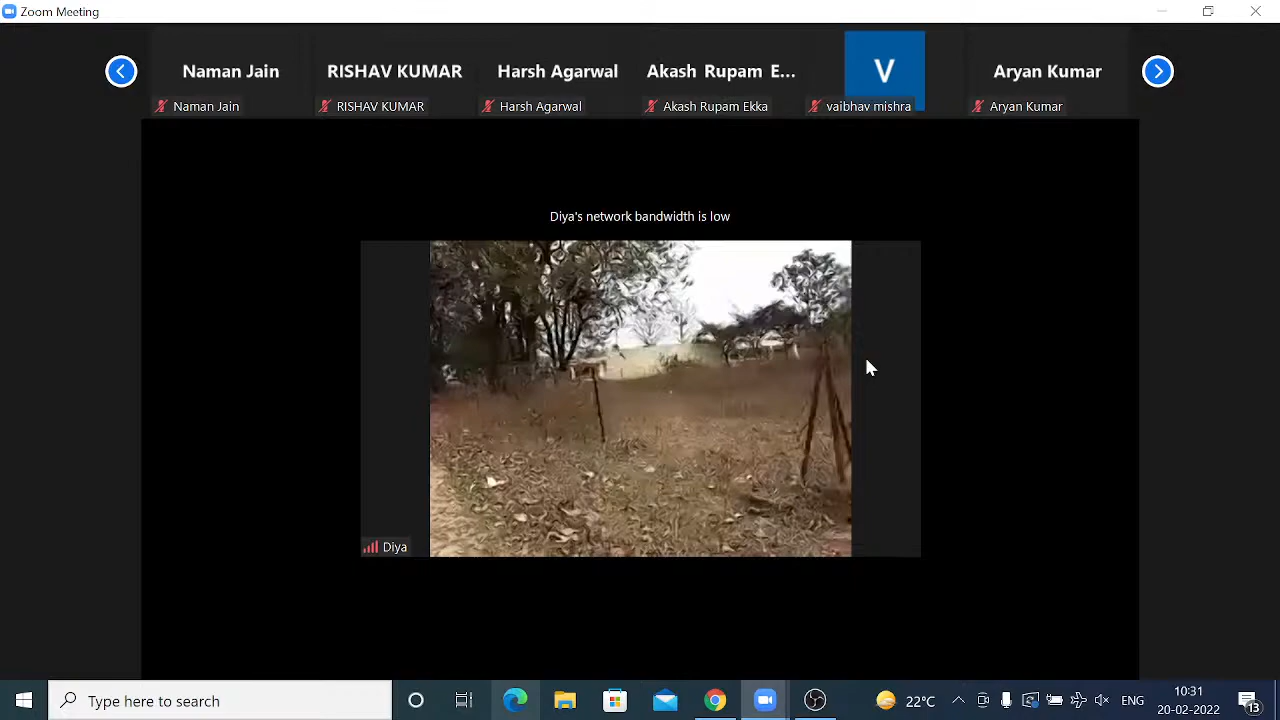 Zoom Meeting
Naman Jain
RISHAV KUMAR
Harsh Agarwal
Akash Rupam E...
V
Aryan Kumar
Naman Jain
RISHAV KUMAR
Harsh Agarwal
Akash Rupam Ekka
vaibhav mishra
Aryan Kumar
Diya's network bandwidth is low
Diya
Type here to search
22°C
ENG
10:31
20-02-2022
13